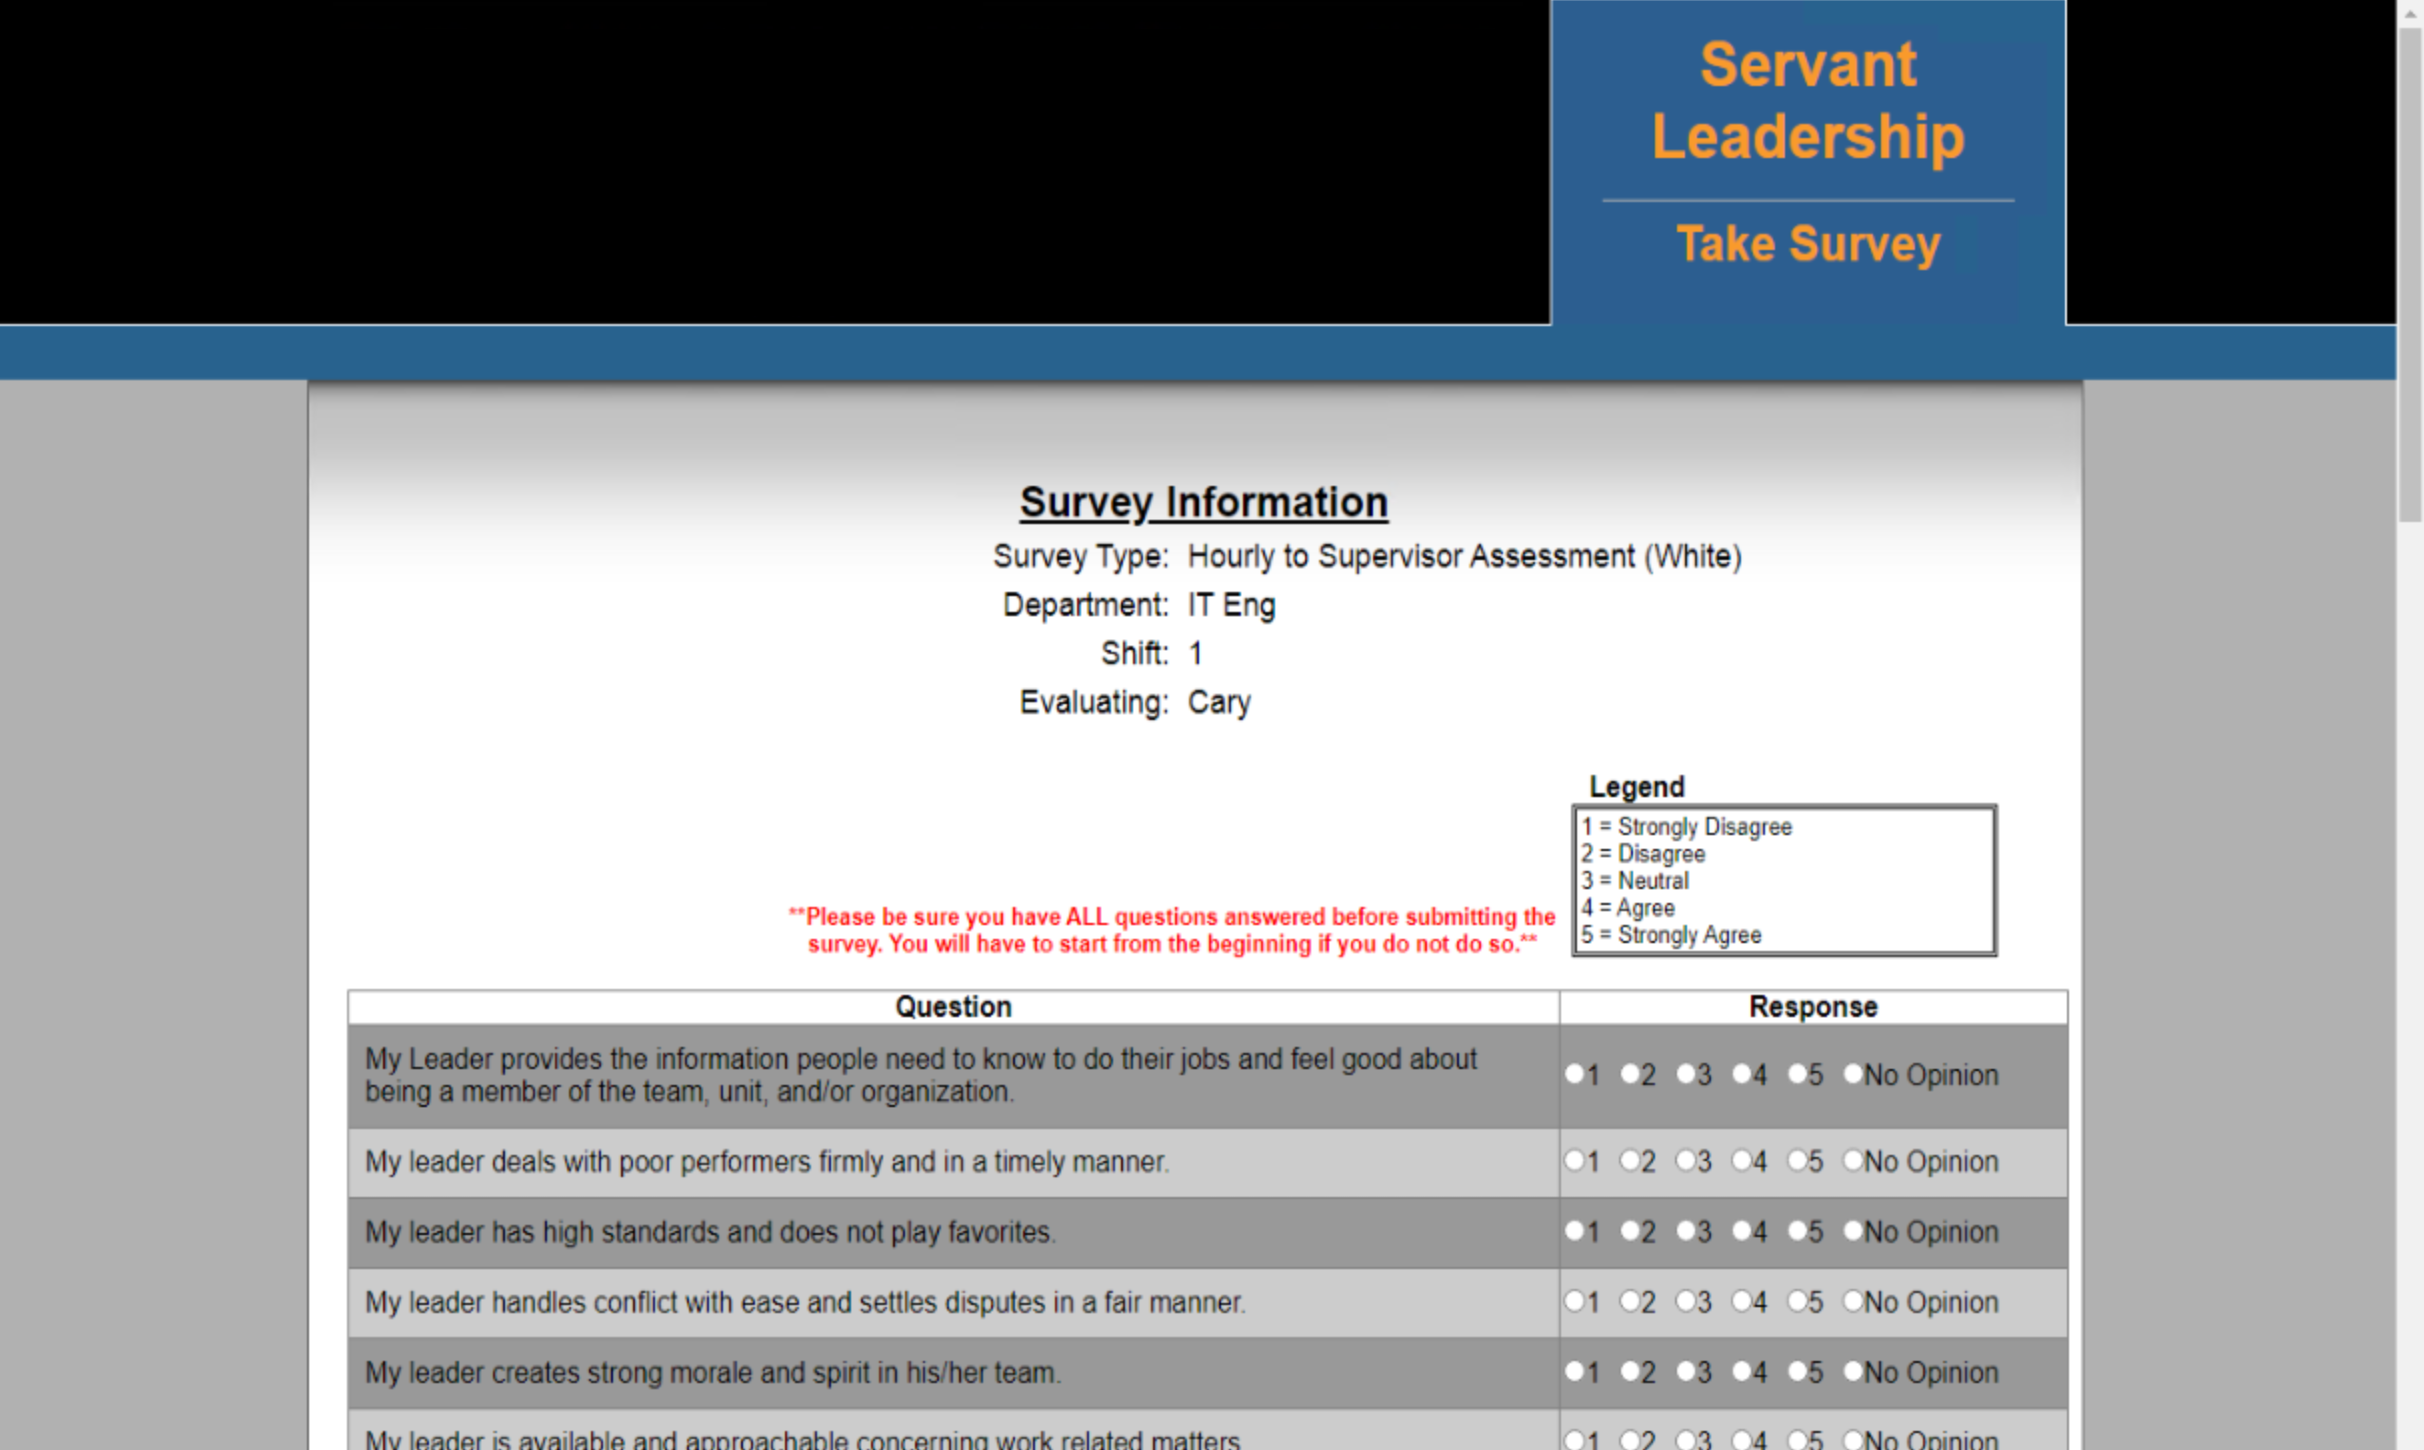 Servant
Leadership
Take Survey
Survey Information
Survey Type: Hourly to Supervisor Assessment (White)
Department: IT Eng
Shift: 1
Evaluating: Cary
Legend
1 = Strongly Disagree
2 = Disagree
3 = Neutral
4 = Agree
5 = Strongly Agree
**Please be sure you have ALL questions answered before submitting the
survey. You will have to start from the beginning if you do not do so.**
Question Response
My Leader provides the information people need to know to do their jobs and feel good about
being a member of the team, unit, and/or organization.
1 2 3 4 5 No Opinion
My leader deals with poor performers firmly and in a timely manner. 1 2 3 4 5 No Opinion
My leader has high standards and does not play favorites. 1 2 3 4 5 No Opinion
My leader handles conflict with ease and settles disputes in a fair manner. 1 2 3 4 5 No Opinion
My leader creates strong morale and spirit in his/her team. 1 2 3 4 5 No Opinion
My leader is available and approachable concerning work related matters 1 2 3 4 5 No Opinion